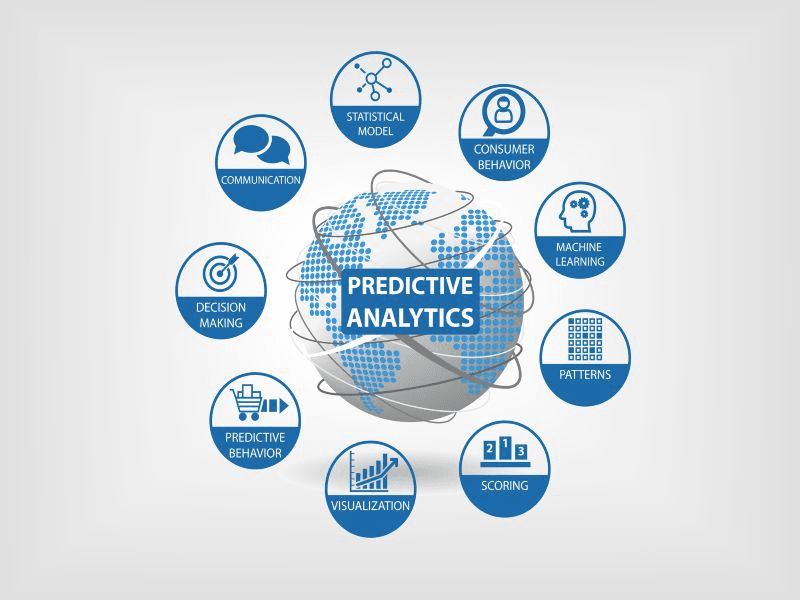 STATISTICAL
MODEL
CONSUMER
BEHAVIOR
COMMUNICATION
MACHINE
LEARNING
PREDICTIVE
ANALYTICS
DECISION
MAKING
PATTERNS
PREDICTIVE
BEHAVIOR
2 1 3
SCORING
VISUALIZATION